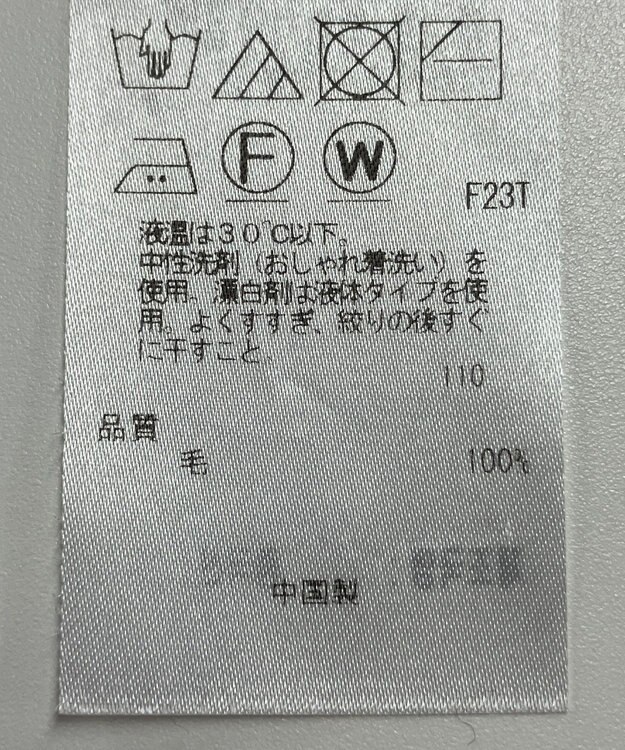 F W
F23T
液温は30℃以下。
中性洗剤(おしゃれ着洗い)を
使用。漂白剤は液体タイプを使
用。よくすすぎ、絞りの後すぐ
に干すこと。
110
品質
毛 100%
中国製